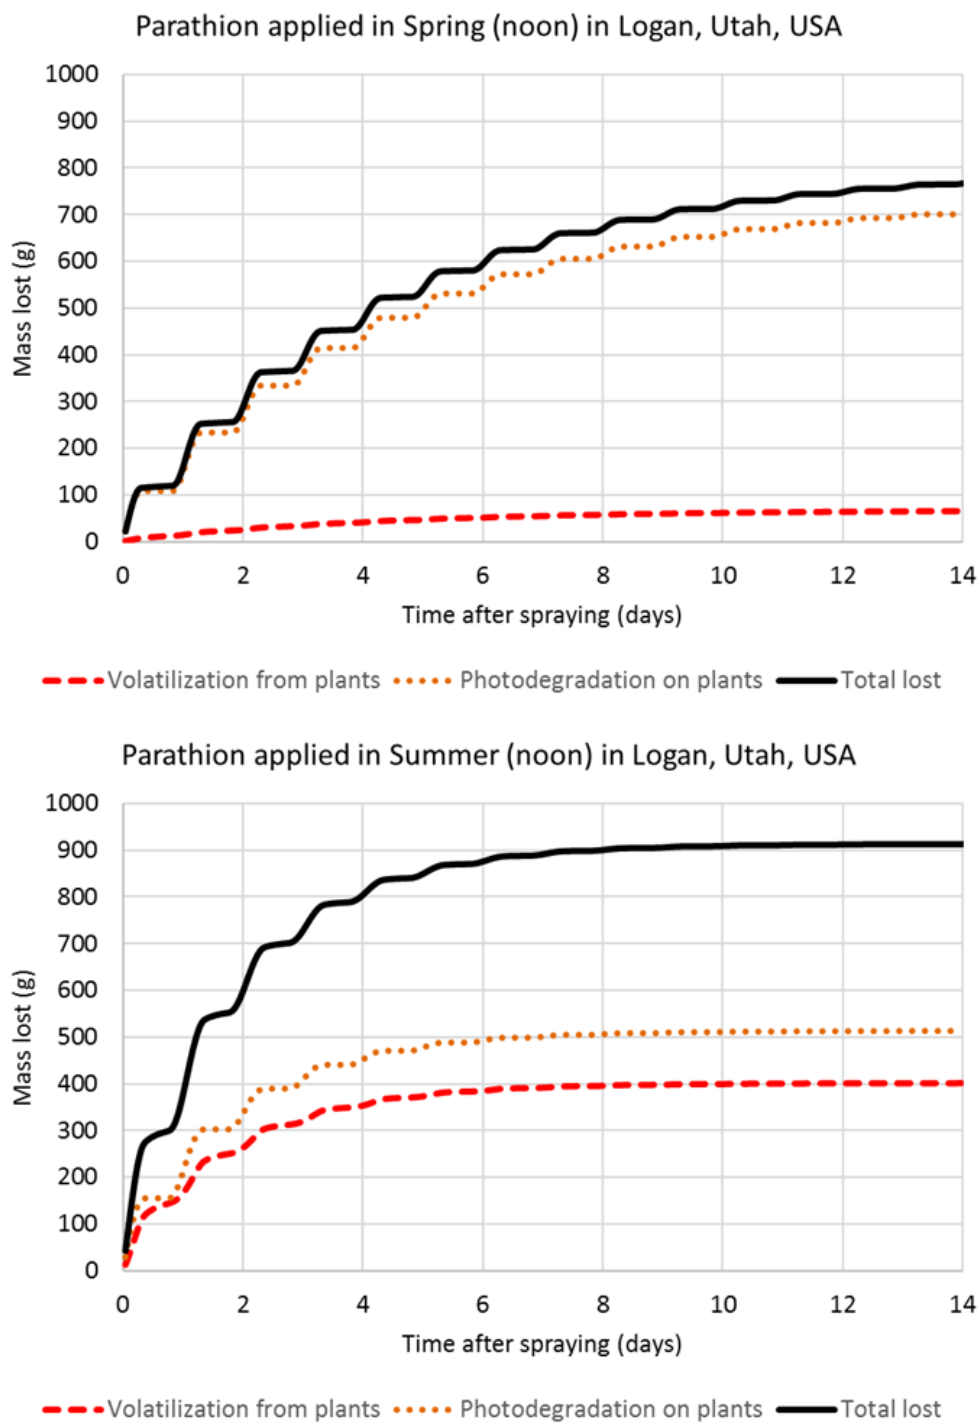 Parathion applied in Spring (noon) in Logan, Utah, USA
1000
900
800
700
600
500
400
300
200
100
0
Mass lost (g)
0 2 4 6 8 10 12 14
Time after spraying (days)
Volatilization from plants Photodegradation on plants Total lost
Parathion applied in Summer (noon) in Logan, Utah, USA
1000
900
800
700
600
500
400
300
200
100
0
Mass lost (g)
0 2 4 6 8 10 12 14
Time after spraying (days)
Volatilization from plants Photodegradation on plants Total lost